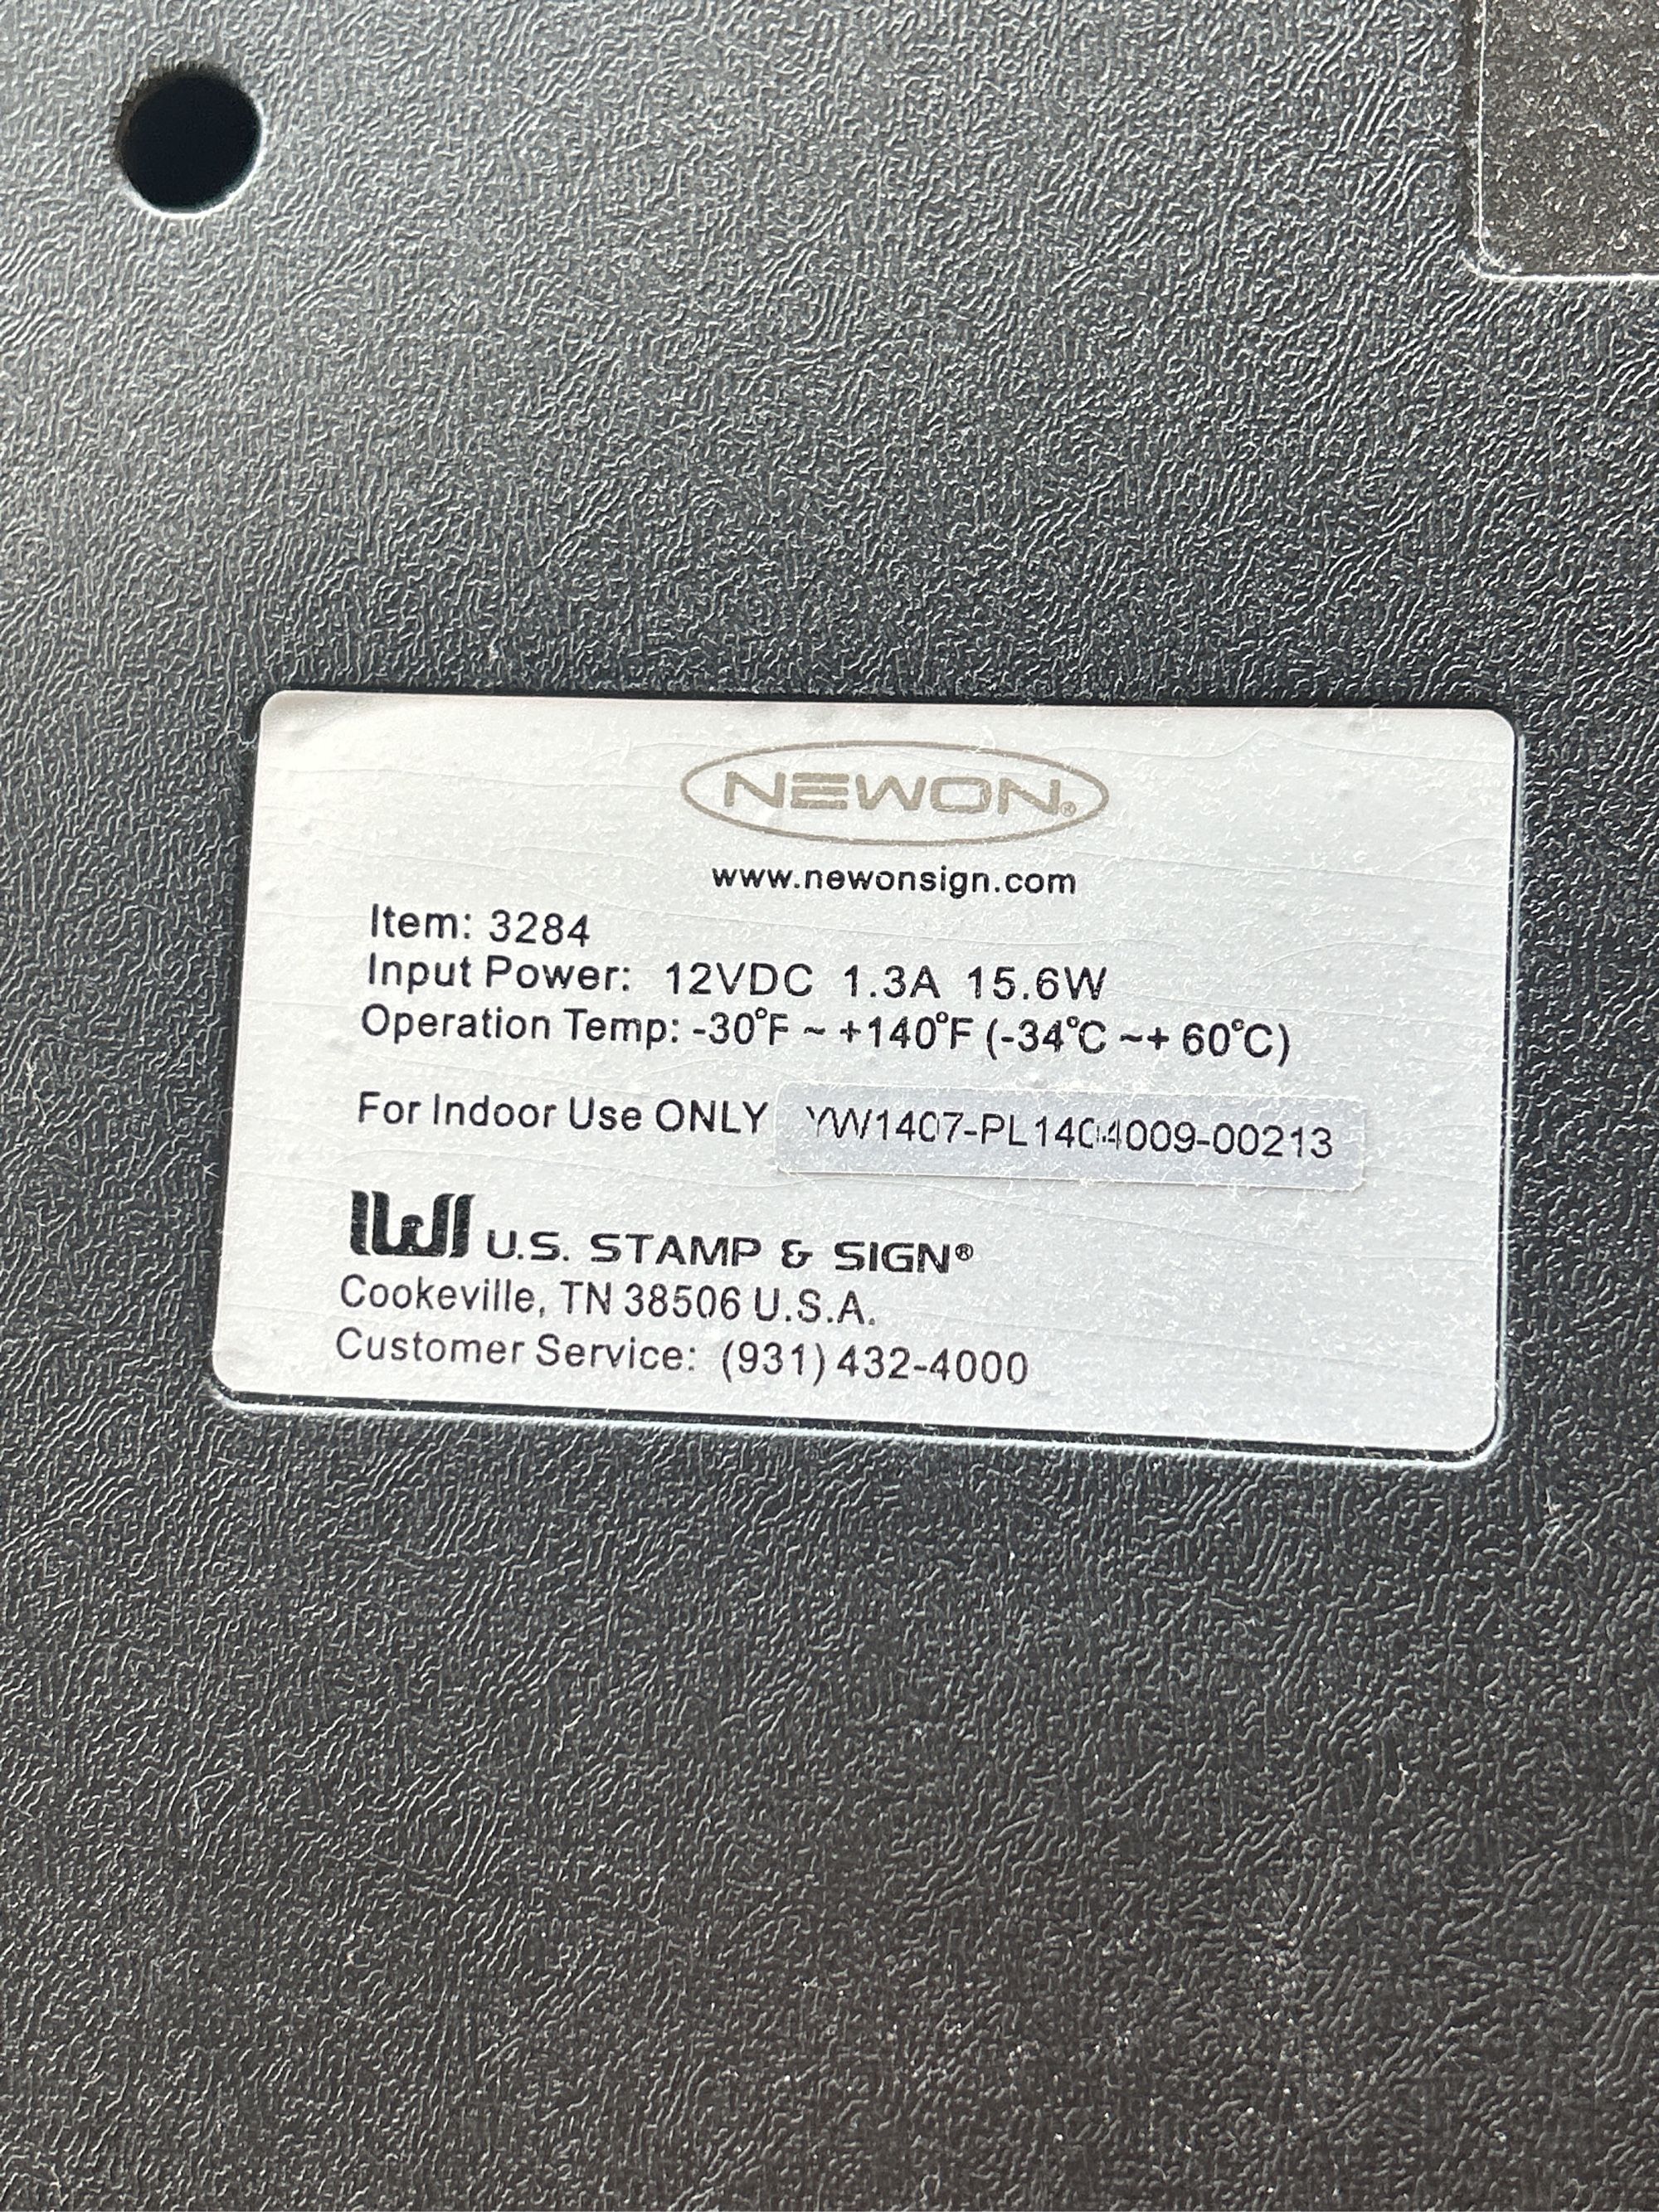 NEWON®
www.newonsign.com
Item: 3284
Input Power: 12VDC 1.3A 15.6W
Operation Temp: -30°F ~ +140°F (-34°C ~+ 60°C)
For Indoor Use ONLY YW1407-PL1404009-00213
U.S. STAMP & SIGN®
Cookeville, TN 38506 U.S.A.
Customer Service: (931) 432-4000